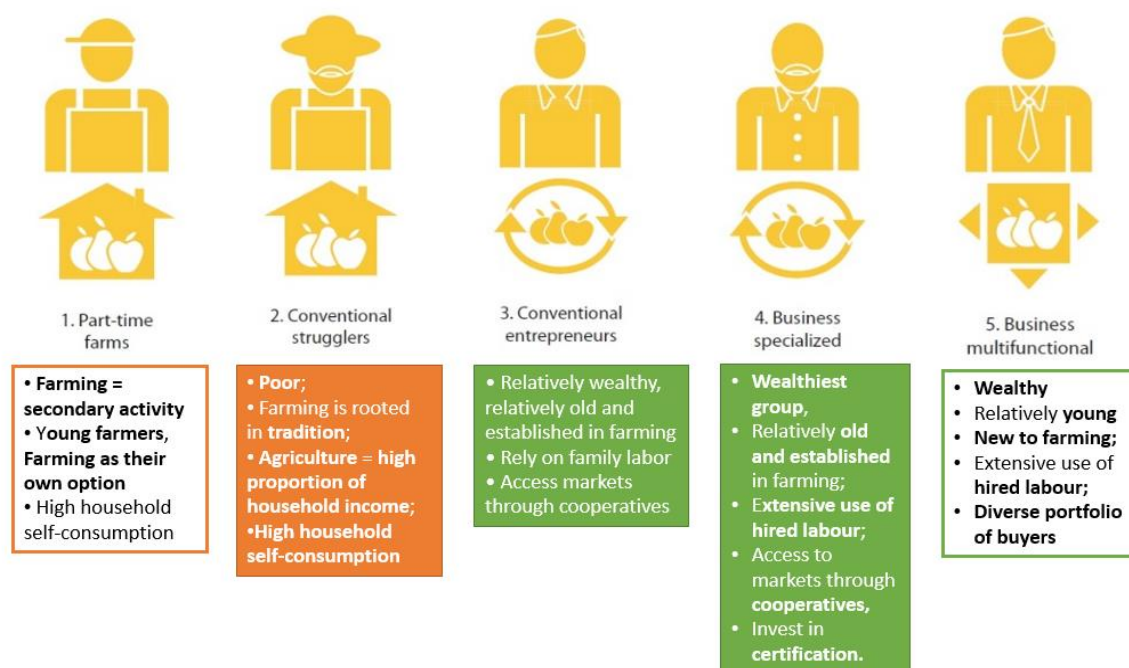 1. Part-time
farms
2. Conventional
strugglers
3. Conventional
entrepreneurs
4. Business
specialized
5. Business
multifunctional
• Farming =
secondary activity
• Young farmers,
Farming as their
own option
• High household
self-consumption
• Poor;
• Farming is rooted
in tradition;
• Agriculture = high
proportion of
household income;
•High household
self-consumption
• Relatively wealthy,
relatively old and
established in farming
• Rely on family labor
• Access markets
through cooperatives
• Wealthiest
group,
• Relatively old
and established
in farming;
• Extensive use of
hired labour;
• Access to
markets through
cooperatives,
• Invest in
certification.
• Wealthy
• Relatively young
• New to farming;
• Extensive use of
hired labour;
• Diverse portfolio
of buyers